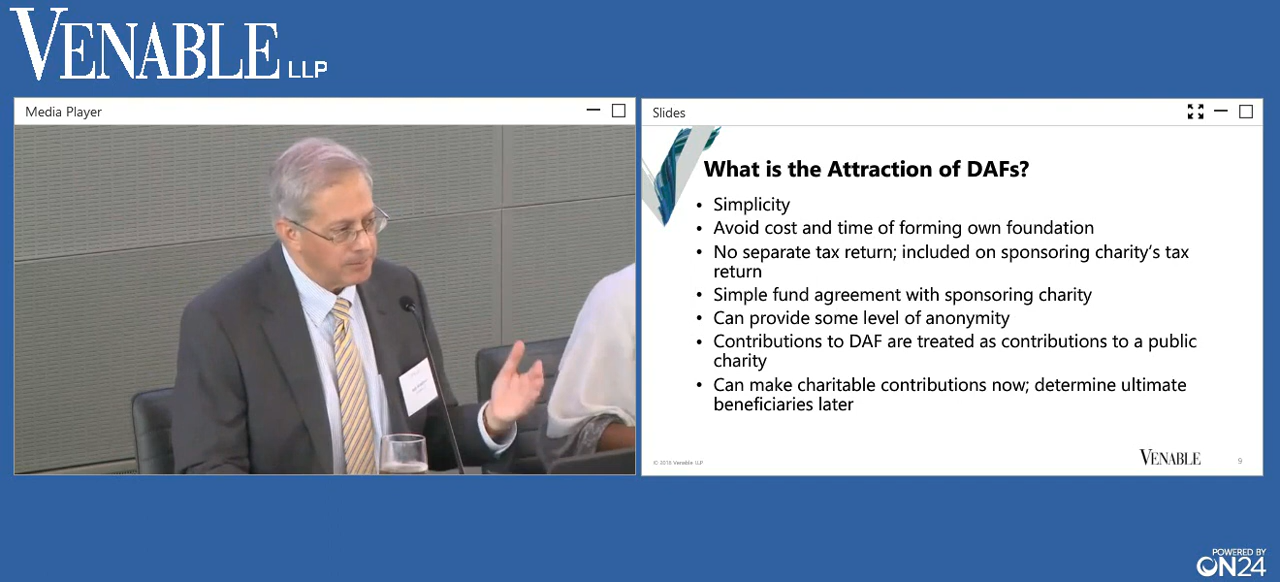 VENABLE LLP
Media Player
Slides
What is the Attraction of DAFs?
• Simplicity
• Avoid cost and time of forming own foundation
• No separate tax return; included on sponsoring charity's tax
return
• Simple fund agreement with sponsoring charity
• Can provide some level of anonymity
• Contributions to DAF are treated as contributions to a public
charity
• Can make charitable contributions now; determine ultimate
beneficiaries later
© 2018 Venable LLP
VENABLE
9
POWERED BY
ON24